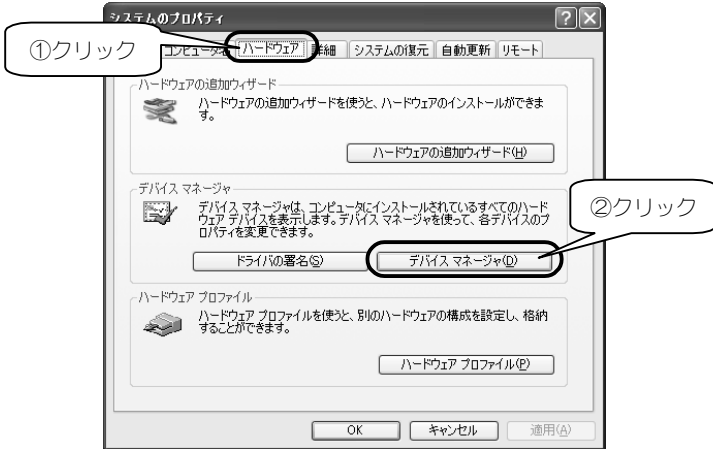 システムのプロパティ
①クリック
コンピュータ名 ハードウェア 詳細 システムの復元 自動更新 リモート
ハードウェアの追加ウィザード
ハードウェアの追加ウィザードを使うと、ハードウェアのインストールができま
す。
ハードウェアの追加ウィザード(H)
デバイス マネージャ
デバイス マネージャは、コンピュータにインストールされているすべてのハード
ウェア デバイスを表示します。デバイス マネージャを使って、各デバイスのプ
ロパティを変更できます。
②クリック
ドライバの署名(S) デバイス マネージャ(D)
ハードウェア プロファイル
ハードウェア プロファイルを使うと、別のハードウェアの構成を設定し、格納
することができます。
ハードウェア プロファイル(P)
OK キャンセル 適用(A)